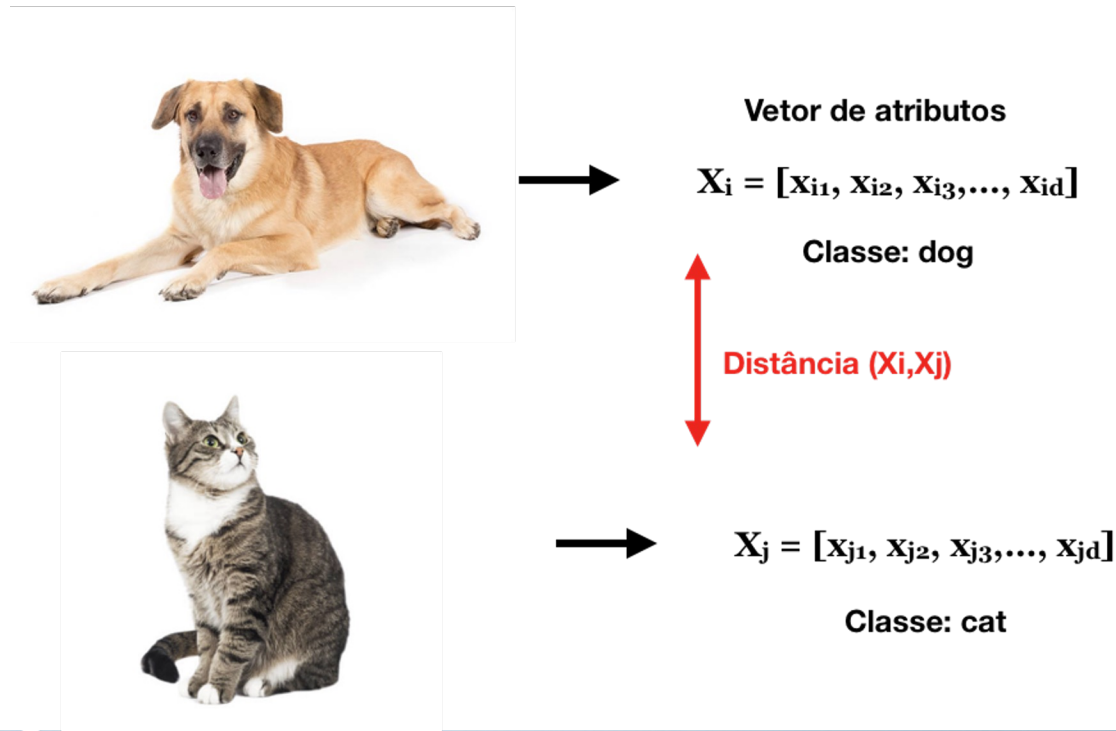 Vetor de atributos
Xi = [xi1, xi2, xi3,..., xid]
Classe: dog
Distância (Xi,Xj)
Xj = [xj1, xj2, xj3,..., xjd]
Classe: cat